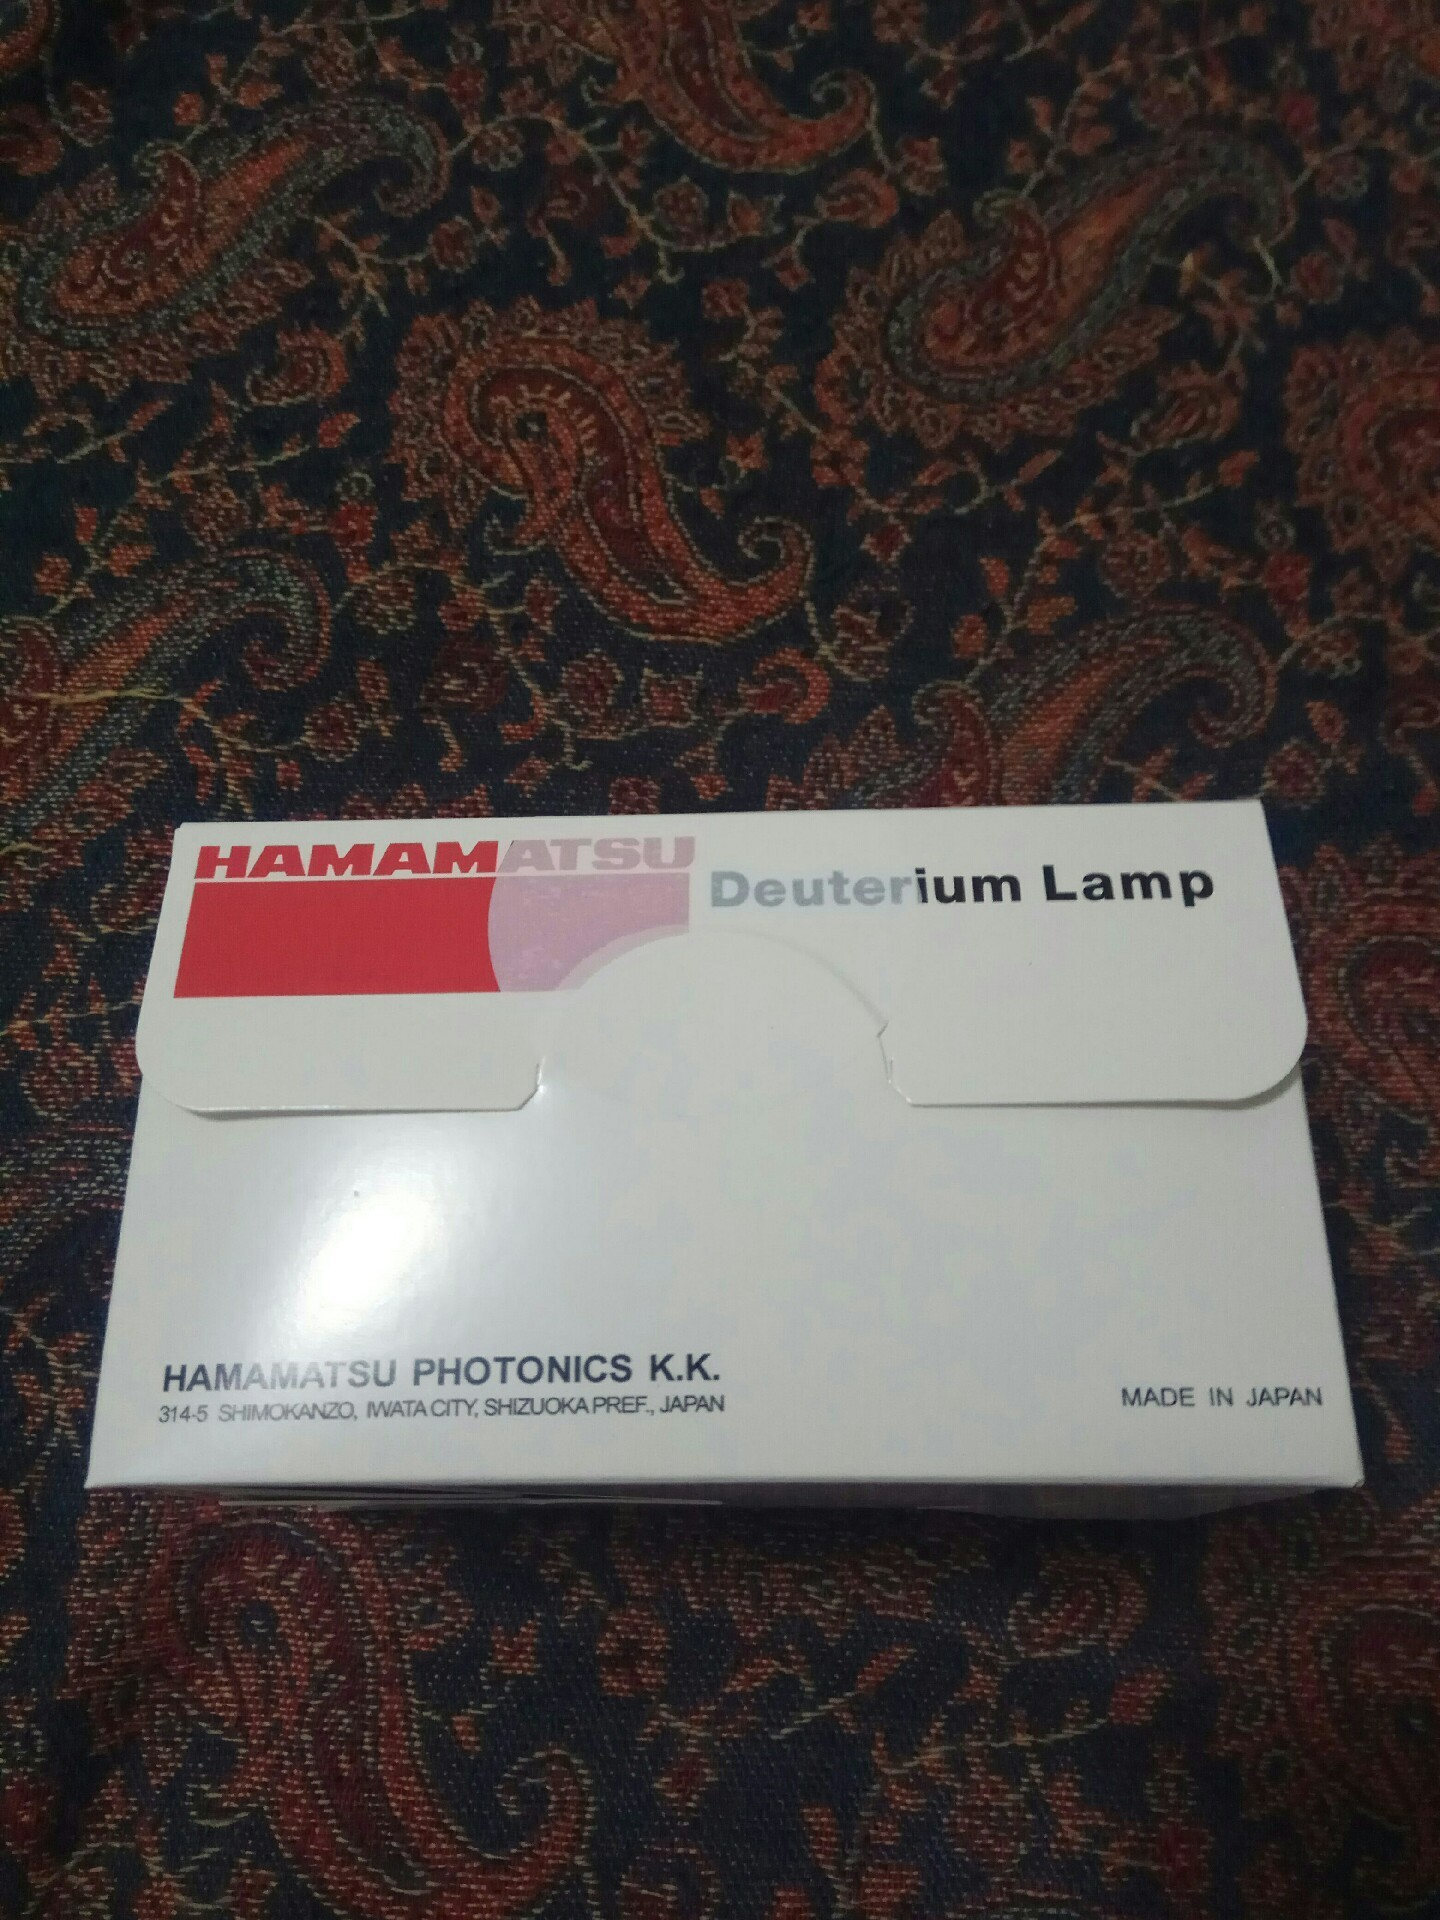 HAMAMATSU
Deuterium Lamp
HAMAMATSU PHOTONICS K.K.
314-5 SHIMOKANZO, IWATA CITY, SHIZUOKA PREF., JAPAN
MADE IN JAPAN